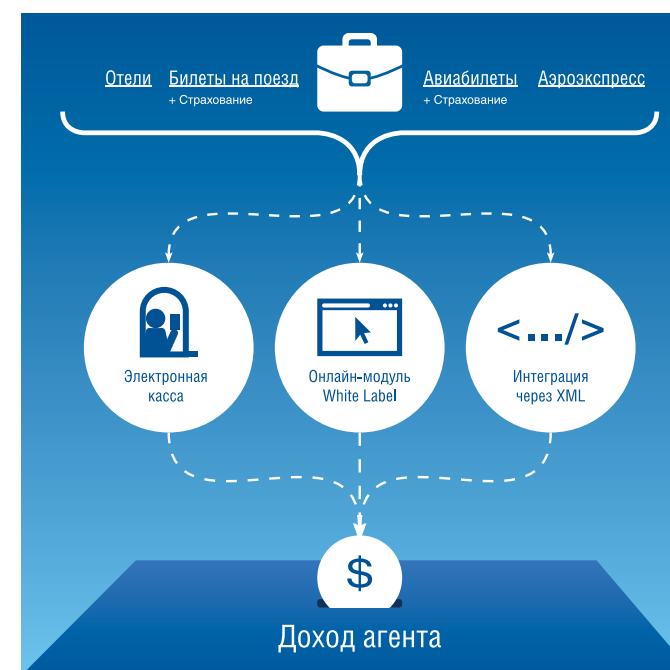 Отели Билеты на поезд Авиабилеты Аэроэкспресс
+ Страхование + Страхование
<.../>
Электронная
касса
Онлайн-модуль
White Label
Интеграция
через XML
$
Доход агента